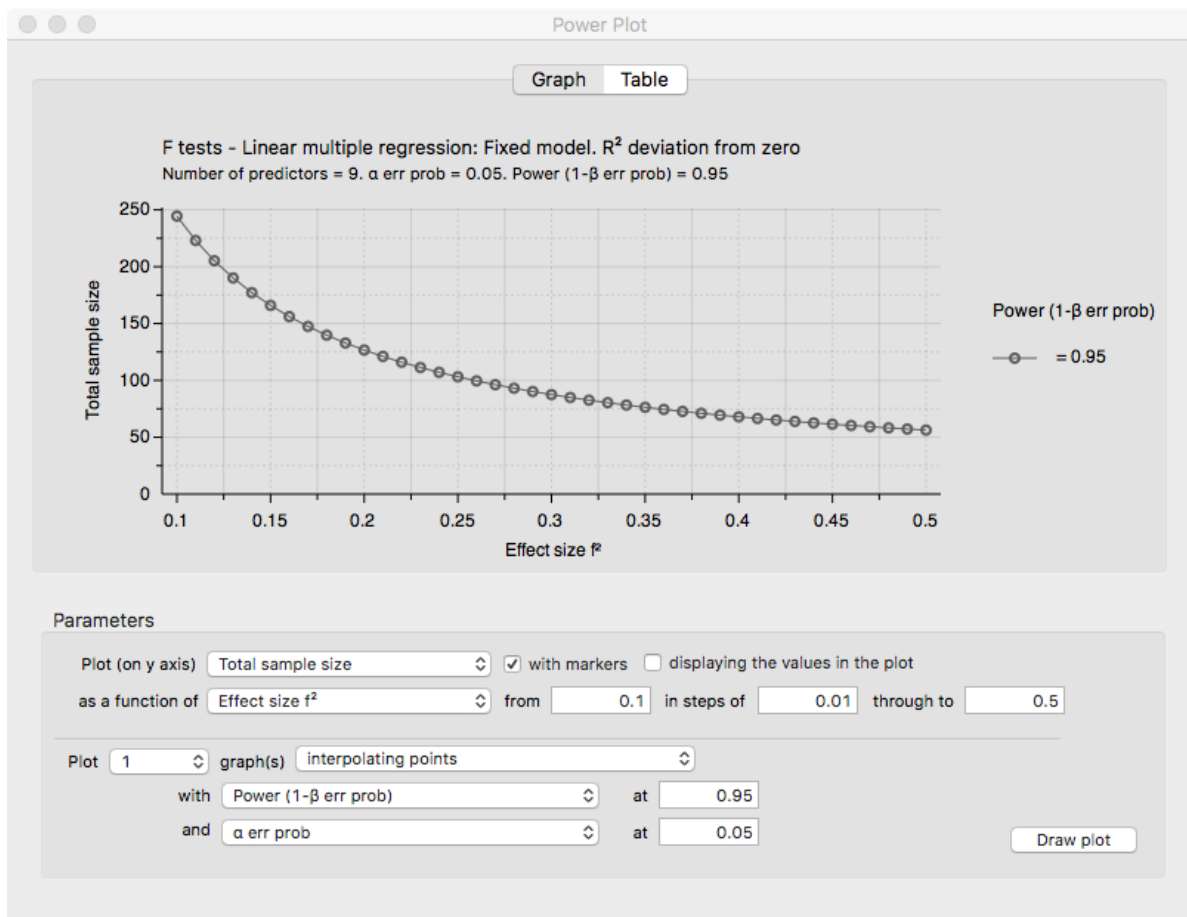 Power Plot
Graph Table
F tests - Linear multiple regression: Fixed model. R² deviation from zero
Number of predictors = 9. α err prob = 0.05. Power (1-β err prob) = 0.95
Total sample size
250
200
150
100
50
0
0.1 0.15 0.2 0.25 0.3 0.35 0.4 0.45 0.5
Effect size f²
Power (1-β err prob)
= 0.95
Parameters
Plot (on y axis) Total sample size with markers displaying the values in the plot
as a function of Effect size f² from 0.1 in steps of 0.01 through to 0.5
Plot 1 graph(s) interpolating points
with Power (1-β err prob) at 0.95
and α err prob at 0.05
Draw plot